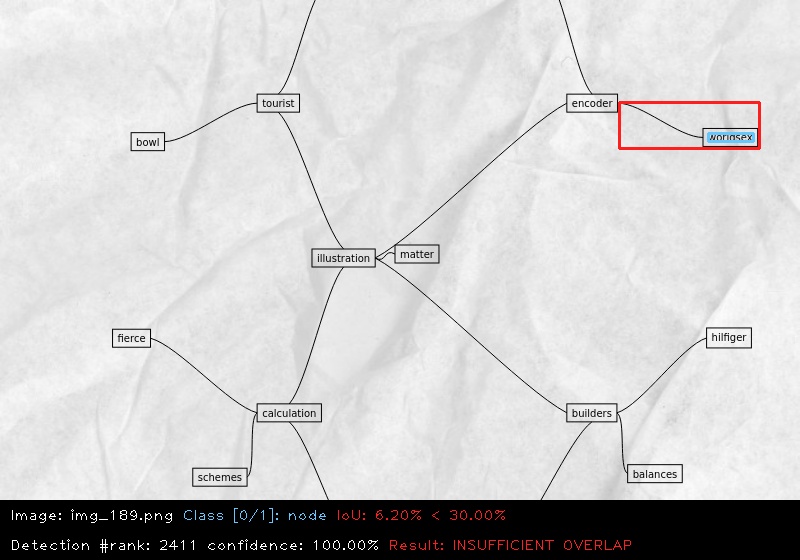 tourist
encoder
bowl
worldsex
illustration
matter
fierce
hilfiger
calculation
builders
schemes
balances
Image: img_189.png Class [0/1]: node IoU: 6.20% < 30.00%
Detection #rank: 2411 confidence: 100.00% Result: INSUFFICIENT OVERLAP